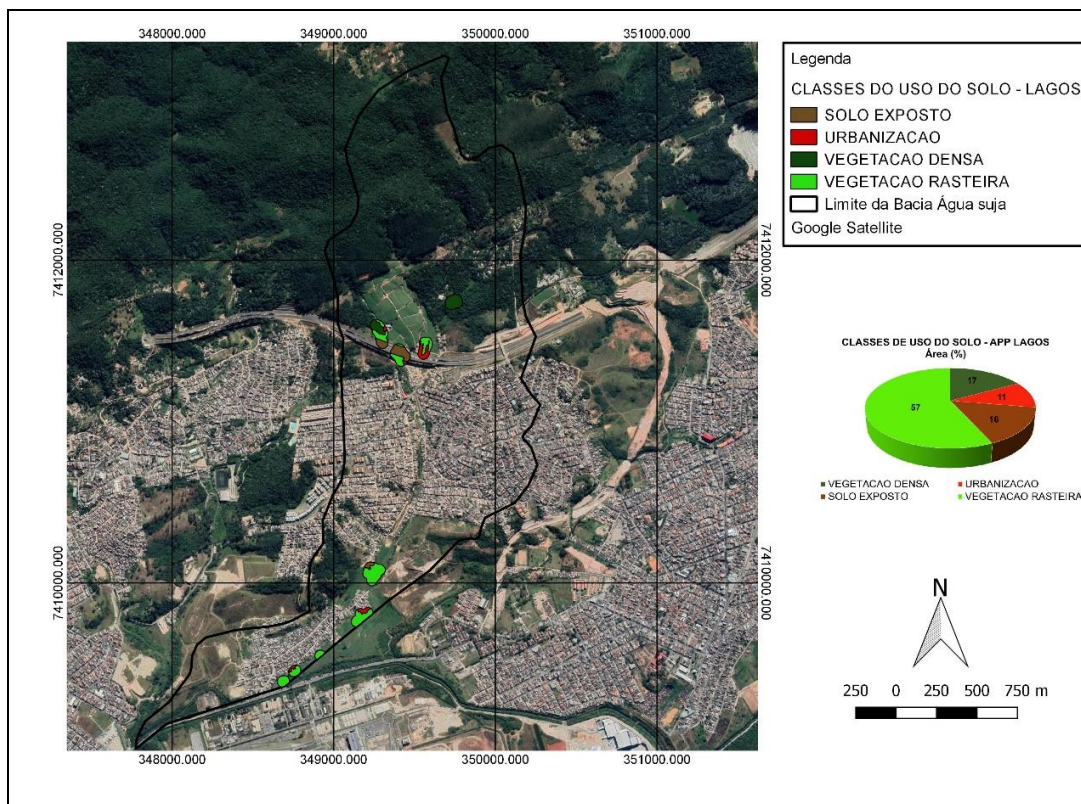 348000.000 349000.000 350000.000 351000.000
7412000.000
7410000.000
7412000.000
7410000.000
348000.000 349000.000 350000.000 351000.000
Legenda
CLASSES DO USO DO SOLO - LAGOS
SOLO EXPOSTO
URBANIZACAO
VEGETACAO DENSA
VEGETACAO RASTEIRA
Limite da Bacia Água suja
Google Satellite
CLASSES DE USO DO SOLO - APP LAGOS
Área (%)
17
11
16
57
VEGETACAO DENSA URBANIZACAO
SOLO EXPOSTO VEGETACAO RASTEIRA
N
250 0 250 500 750 m